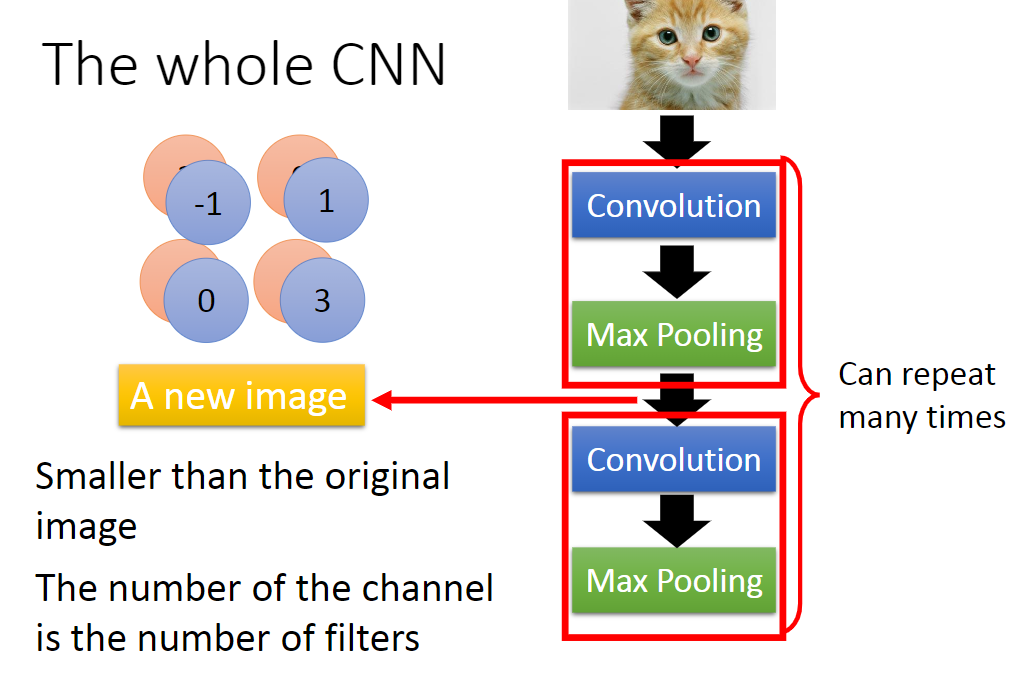 The whole CNN
-1
1
0
3
A new image
Smaller than the original
image
The number of the channel
is the number of filters
Convolution
Max Pooling
Convolution
Max Pooling
Can repeat
many times